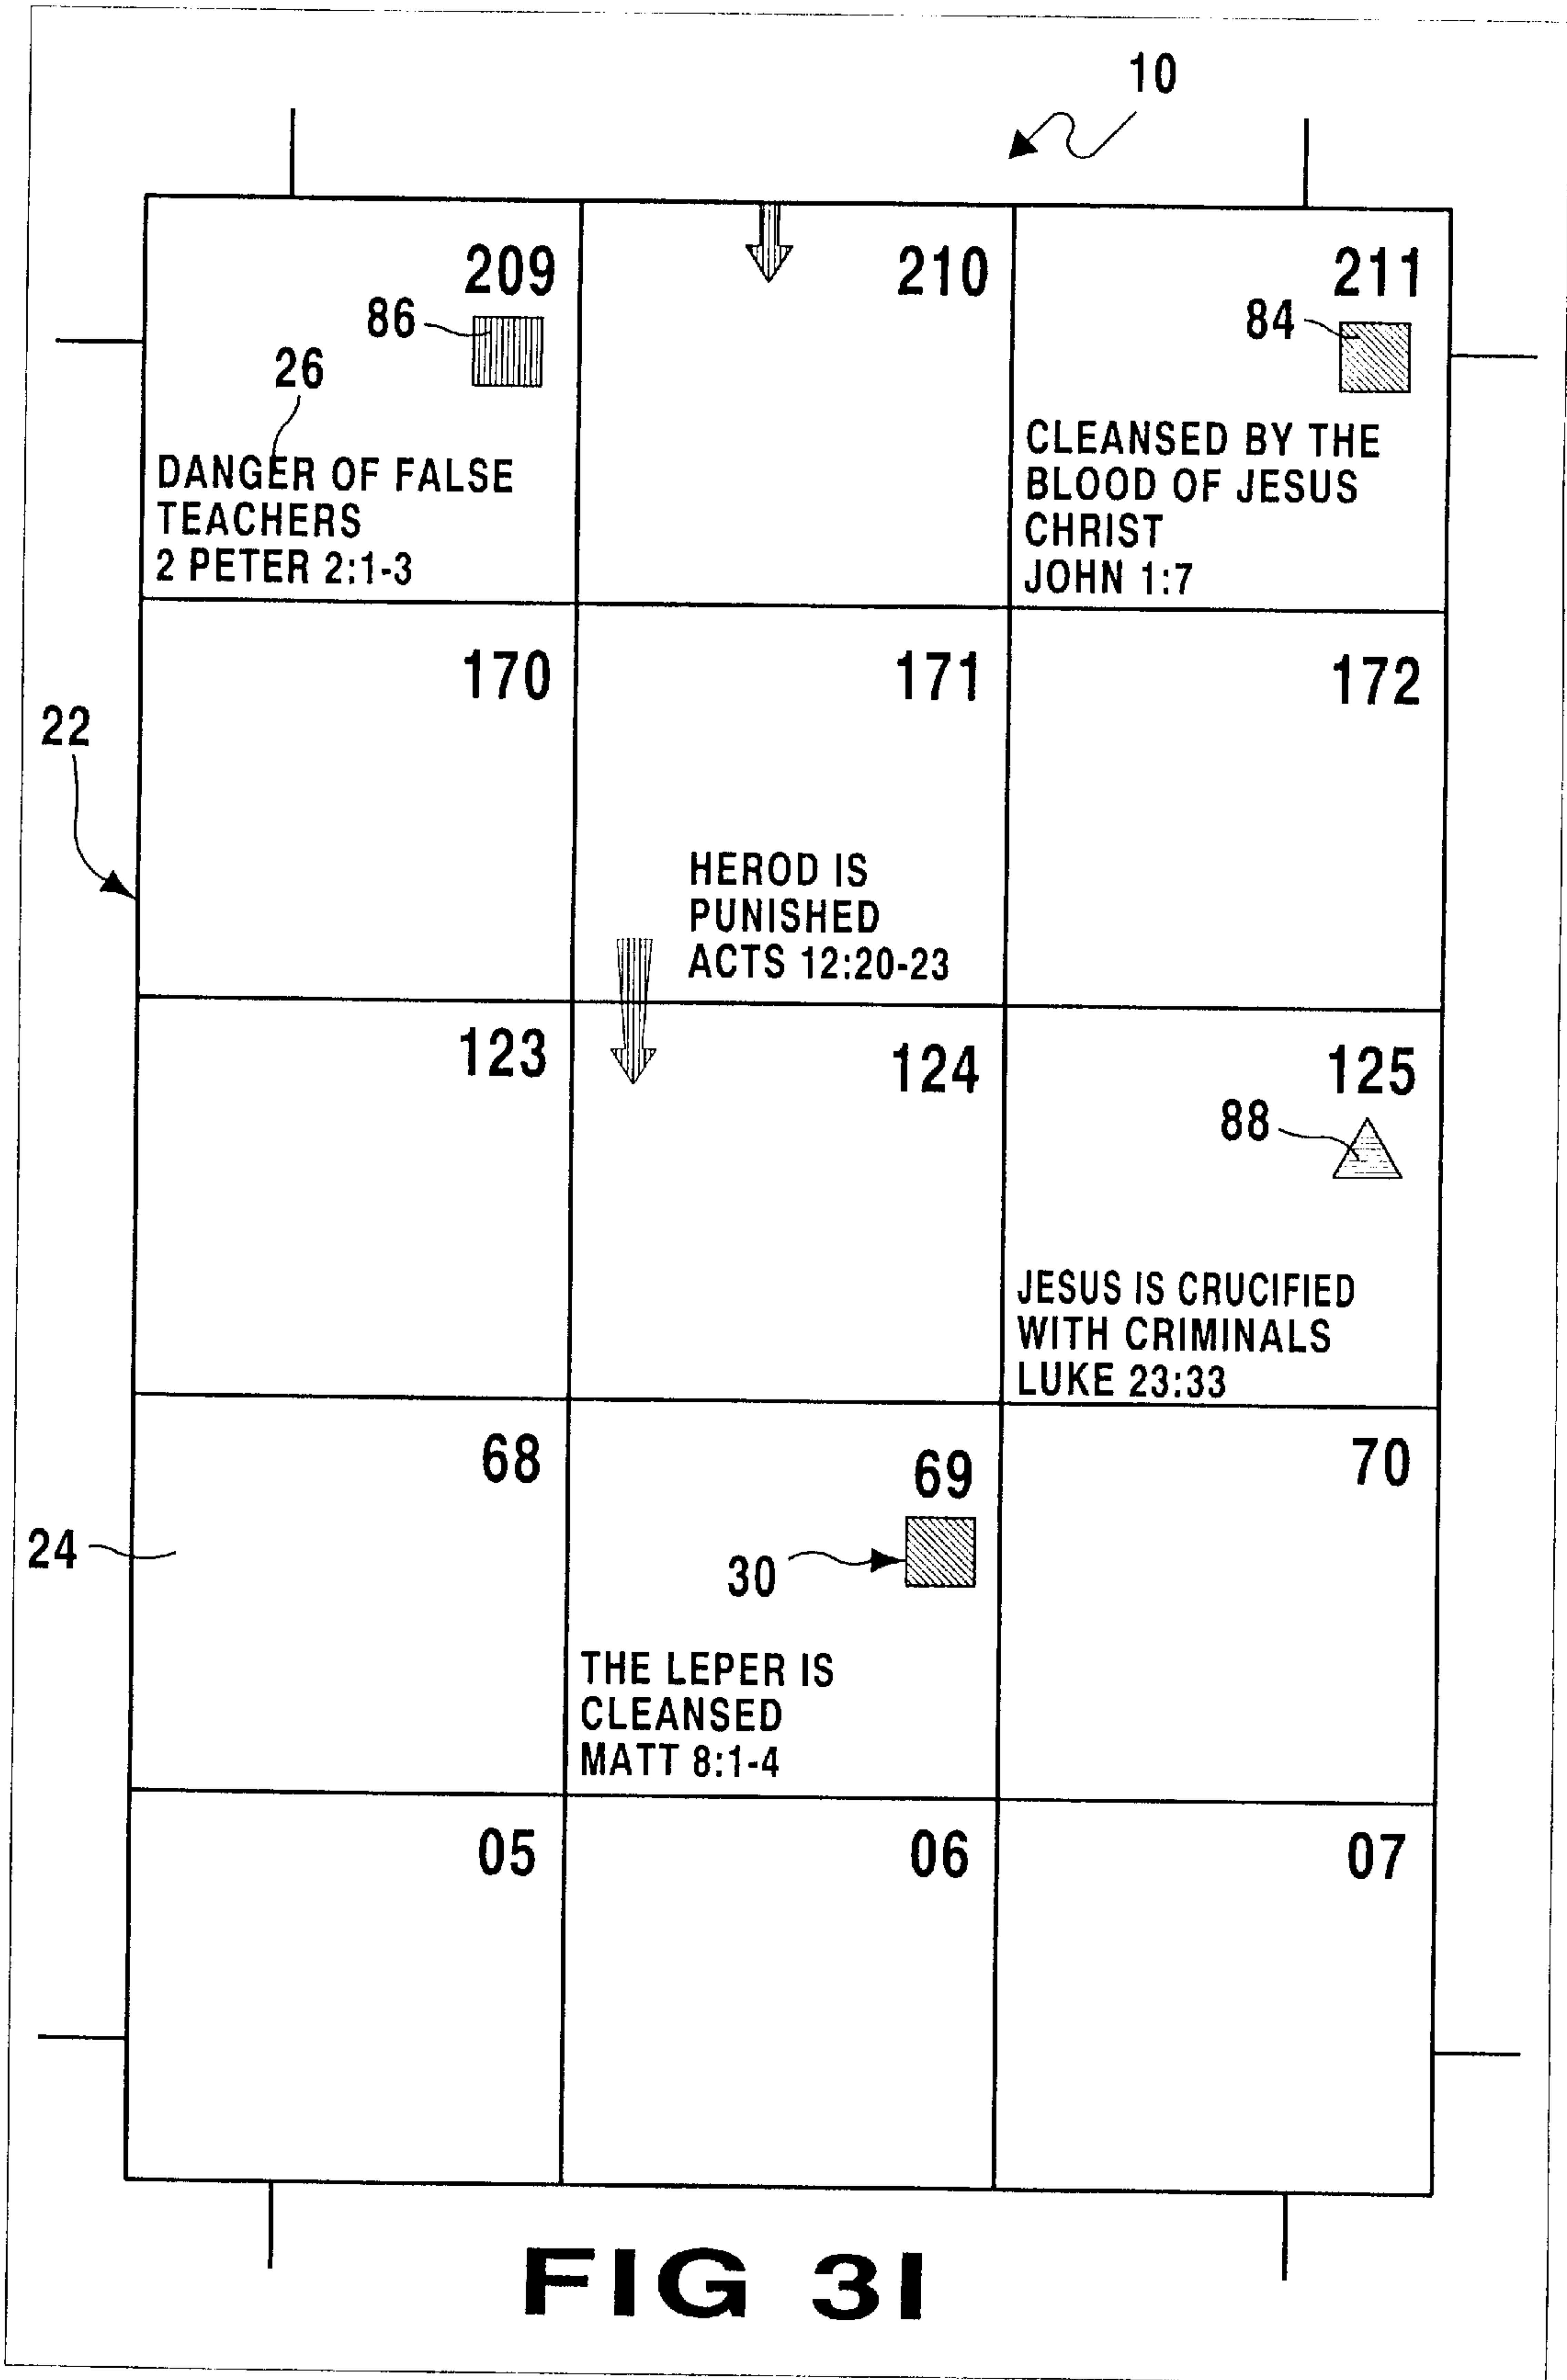 10
209
210
211
86
84
26
DANGER OF FALSE
TEACHERS
2 PETER 2:1-3
CLEANSED BY THE
BLOOD OF JESUS
CHRIST
JOHN 1:7
170
171
172
22
HEROD IS
PUNISHED
ACTS 12:20-23
123
124
125
88
JESUS IS CRUCIFIED
WITH CRIMINALS
LUKE 23:33
68
69
70
24
30
THE LEPER IS
CLEANSED
MATT 8:1-4
05
06
07
FIG 3I